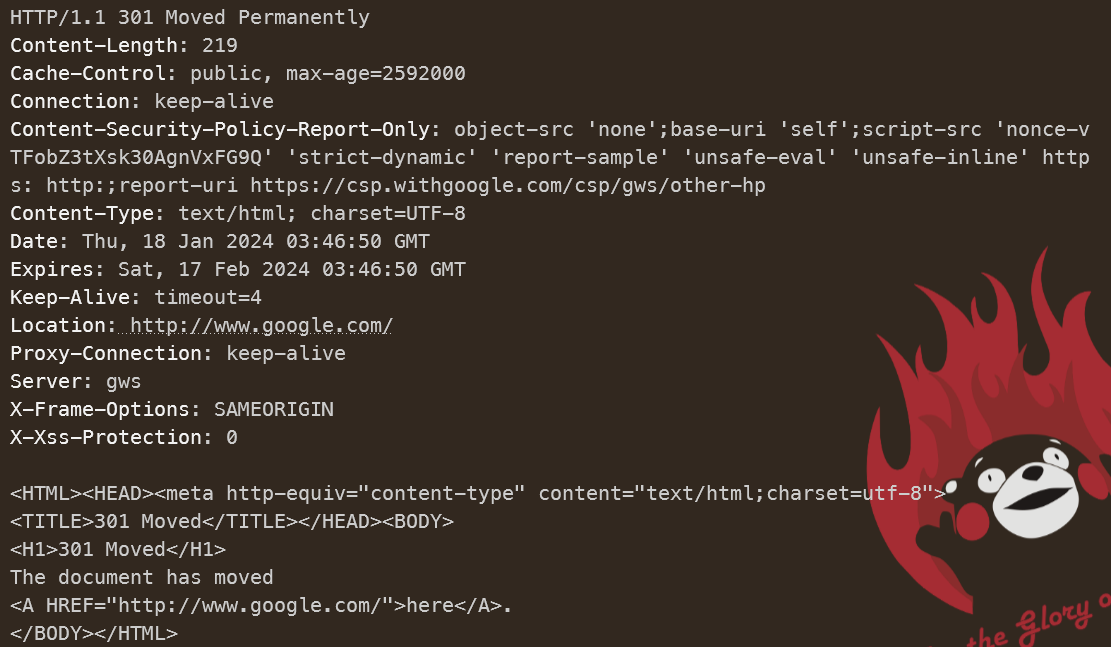 HTTP/1.1 301 Moved Permanently
Content-Length: 219
Cache-Control: public, max-age=2592000
Connection: keep-alive
Content-Security-Policy-Report-Only: object-src 'none';base-uri 'self';script-src 'nonce-v
TFobZ3tXsk30AgnVxFG9Q' 'strict-dynamic' 'report-sample' 'unsafe-eval' 'unsafe-inline' http
s: http:;report-uri https://csp.withgoogle.com/csp/gws/other-hp
Content-Type: text/html; charset=UTF-8
Date: Thu, 18 Jan 2024 03:46:50 GMT
Expires: Sat, 17 Feb 2024 03:46:50 GMT
Keep-Alive: timeout=4
Location: http://www.google.com/
Proxy-Connection: keep-alive
Server: gws
X-Frame-Options: SAMEORIGIN
X-Xss-Protection: 0
<HTML><HEAD><meta http-equiv="content-type" content="text/html;charset=utf-8">
<TITLE>301 Moved</TITLE></HEAD><BODY>
<H1>301 Moved</H1>
The document has moved
<A HREF="http://www.google.com/">here</A>.
</BODY></HTML>
the Glory o